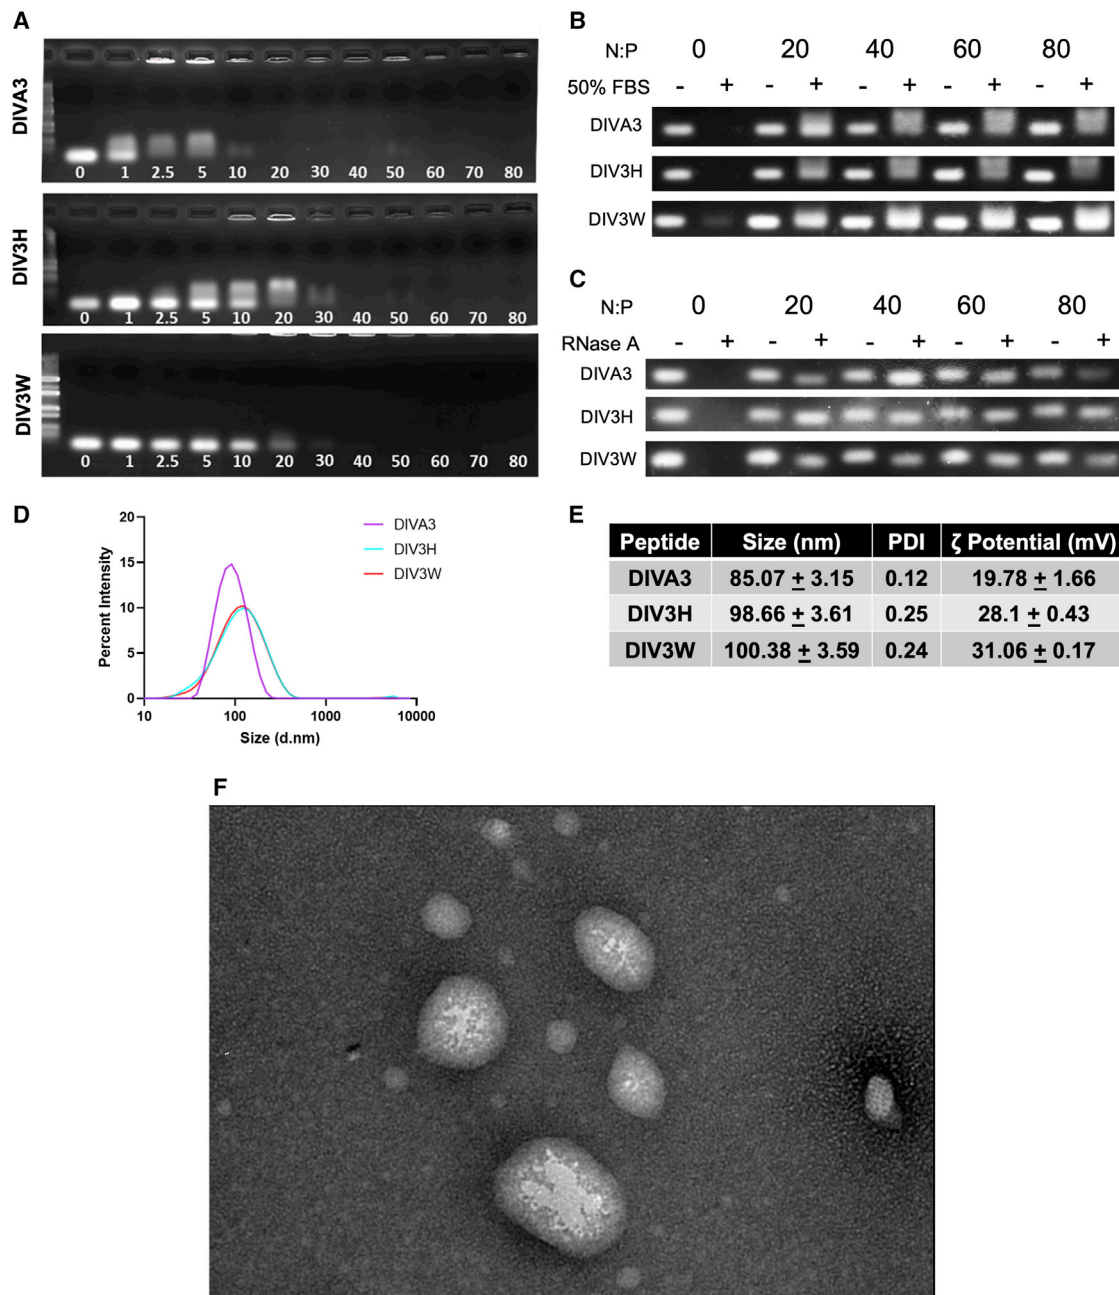 A
DIVA3
0 1 2.5 5 10 20 30 40 50 60 70 80
DIV3H
0 1 2.5 5 10 20 30 40 50 60 70 80
DIV3W
0 1 2.5 5 10 20 30 40 50 60 70 80
B
N:P 0 20 40 60 80
50% FBS - + - + - + - + - +
DIVA3
DIV3H
DIV3W
C
N:P 0 20 40 60 80
RNase A - + - + - + - + - +
DIVA3
DIV3H
DIV3W
D
20
15
10
5
0
Percent Intensity
10 100 1000 10000
Size (d.nm)
DIVA3
DIV3H
DIV3W
E
Peptide Size (nm) PDI ζ Potential (mV)
DIVA3 85.07 ± 3.15 0.12 19.78 ± 1.66
DIV3H 98.66 ± 3.61 0.25 28.1 ± 0.43
DIV3W 100.38 ± 3.59 0.24 31.06 ± 0.17
F